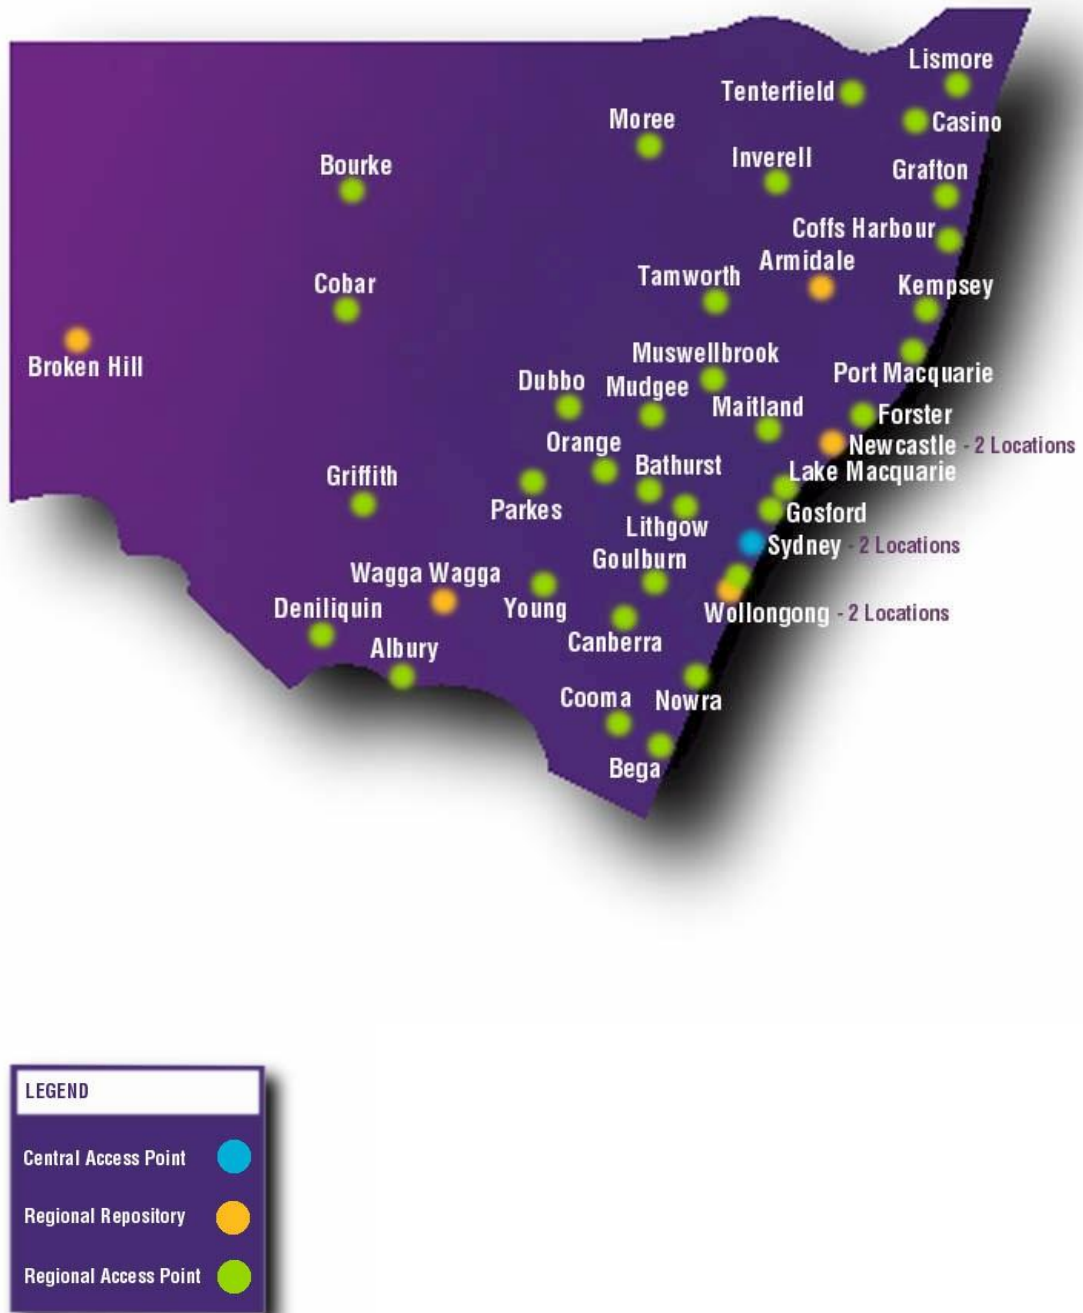 Lismore
Tenterfield
Moree
Casino
Inverell
Bourke
Grafton
Coffs Harbour
Armidale
Tamworth
Cobar
Kempsey
Muswellbrook
Broken Hill
Port Macquarie
Dubbo
Mudgee
Maitland
Forster
Orange
Newcastle - 2 Locations
Bathurst
Lake Macquarie
Griffith
Parkes
Gosford
Lithgow
Sydney - 2 Locations
Goulburn
Wagga Wagga
Deniliquin
Young
Wollongong - 2 Locations
Canberra
Albury
Cooma
Nowra
Bega
LEGEND
Central Access Point
Regional Repository
Regional Access Point